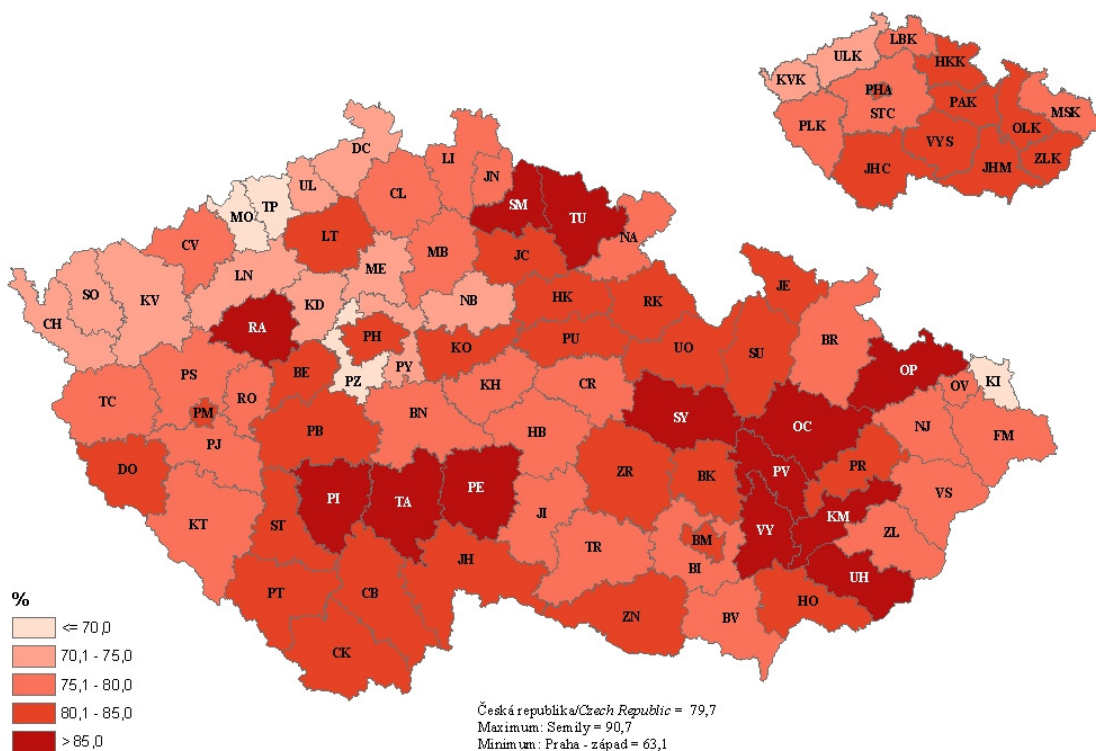 LBK
ULK
HKK
KVK
PHA
PAK
MSK
STC
PLK
OLK
VYS
ZLK
JHC
JHM
DC
LI
JN
UL
TP
CL
SM
MO
TU
LT
CV
NA
MB
JC
ME
LN
JE
SO
KV
KD
NB
HK
RK
CH
RA
PH
BR
KO
PU
UO
SU
PY
BE
PZ
OP
KI
PS
OV
RO
KH
CR
TC
PM
BN
SY
OC
NJ
FM
PB
HB
PJ
DO
PV
PR
PI
TA
PE
ZR
BK
VS
JI
KM
KT
ST
VY
ZL
BM
TR
JH
BI
UH
PT
CB
HO
ZN
BV
CK
%
<= 70,0
70,1 - 75,0
75,1 - 80,0
80,1 - 85,0
> 85,0
Česká republika/Czech Republic = 79,7
Maximum: Semily = 90,7
Minimum: Praha - západ = 63,1